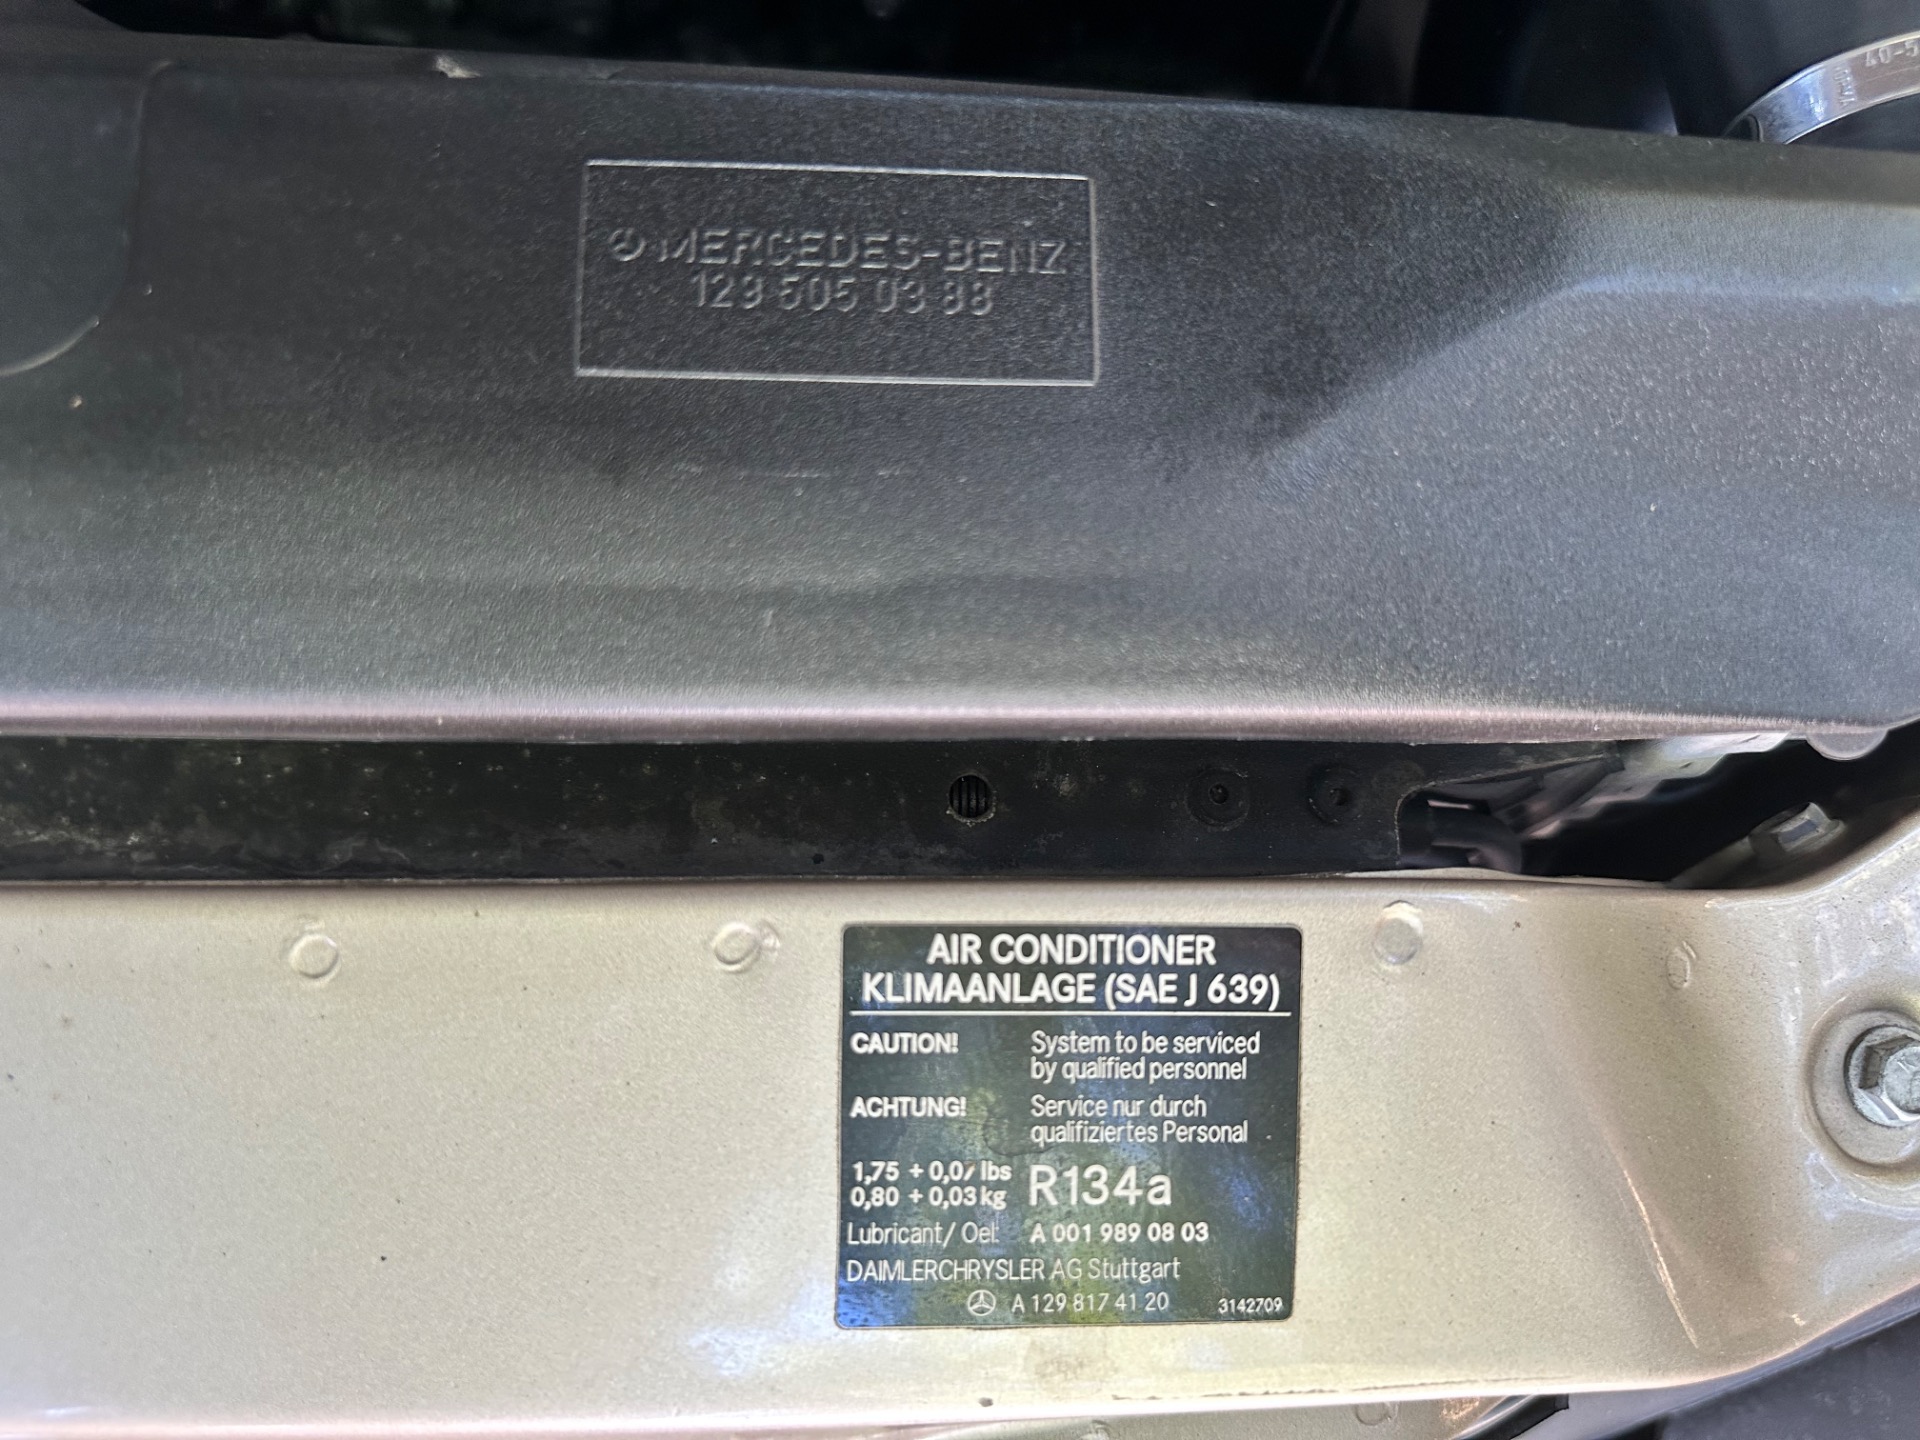 40-5
MERCEDES-BENZ
129 505 03 88
AIR CONDITIONER
KLIMAANLAGE (SAE J 639)
CAUTION! System to be serviced
by qualified personnel
ACHTUNG! Service nur durch
qualifiziertes Personal
1,75 + 0,07 lbs R134a
0,80 + 0,03 kg
Lubricant/ Oel: A 001 989 08 03
DAIMLERCHRYSLER AG Stuttgart
A 129 817 41 20 3142709